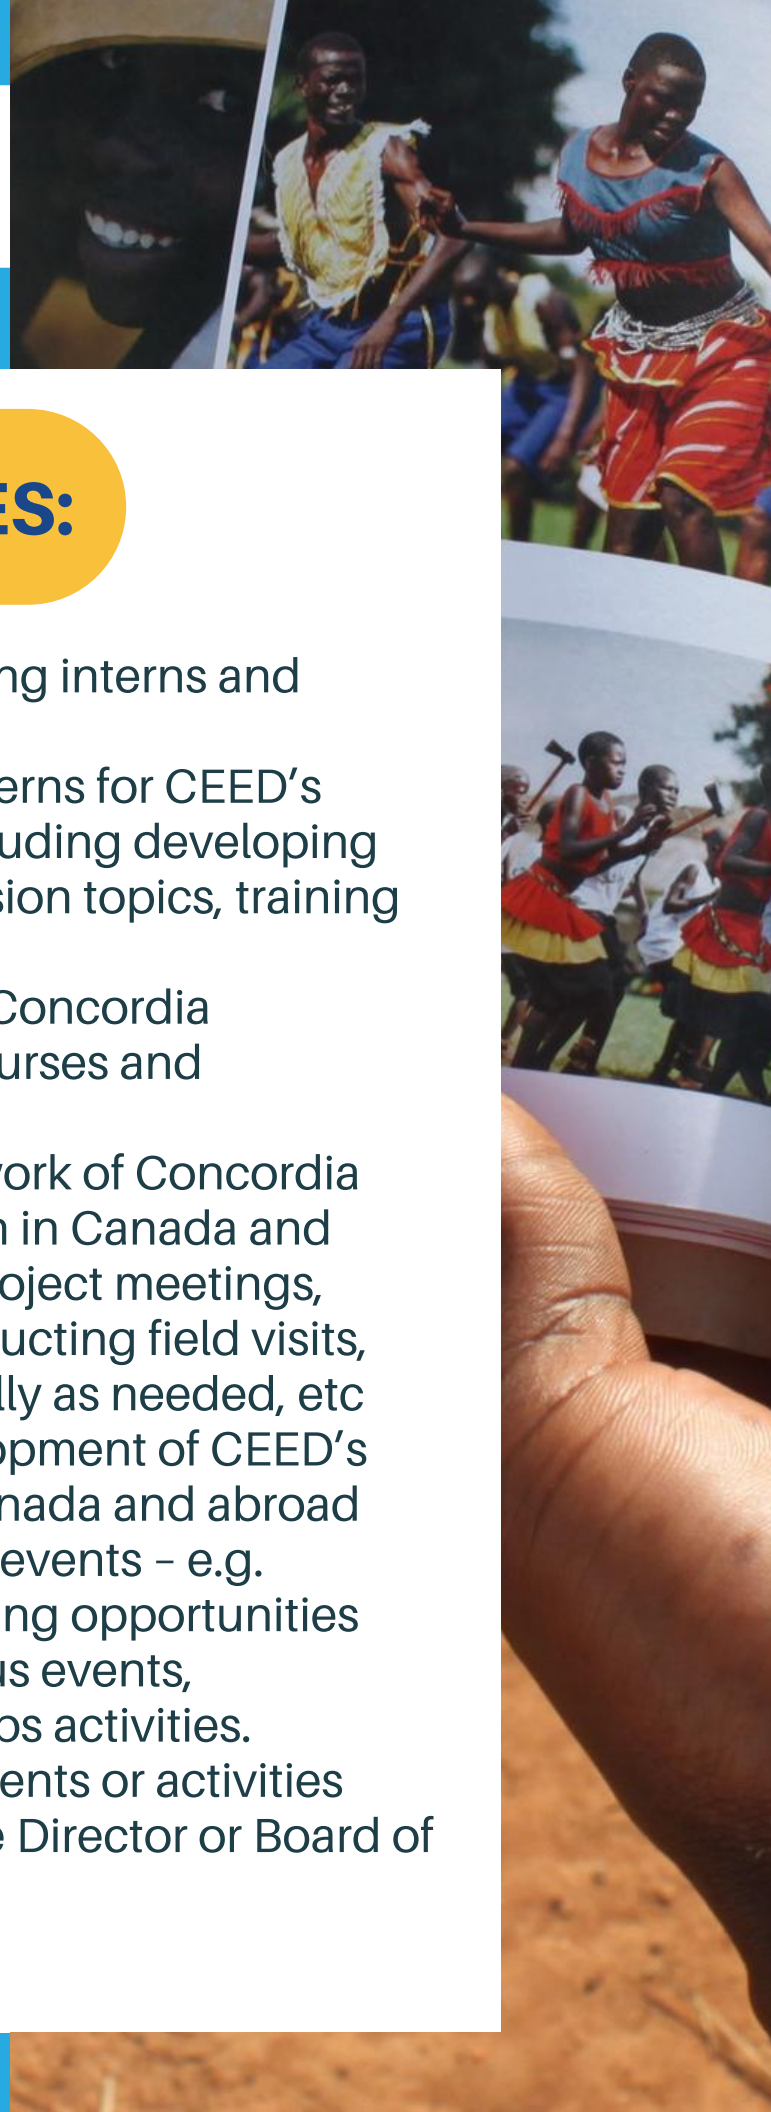 ES:
ng interns and
erns for CEED’s
uding developing
sion topics, training
Concordia
urses and
ork of Concordia
in Canada and
oject meetings,
ucting field visits,
lly as needed, etc
opment of CEED’s
nada and abroad
events – e.g.
ng opportunities
us events,
ps activities.
ents or activities
e Director or Board of